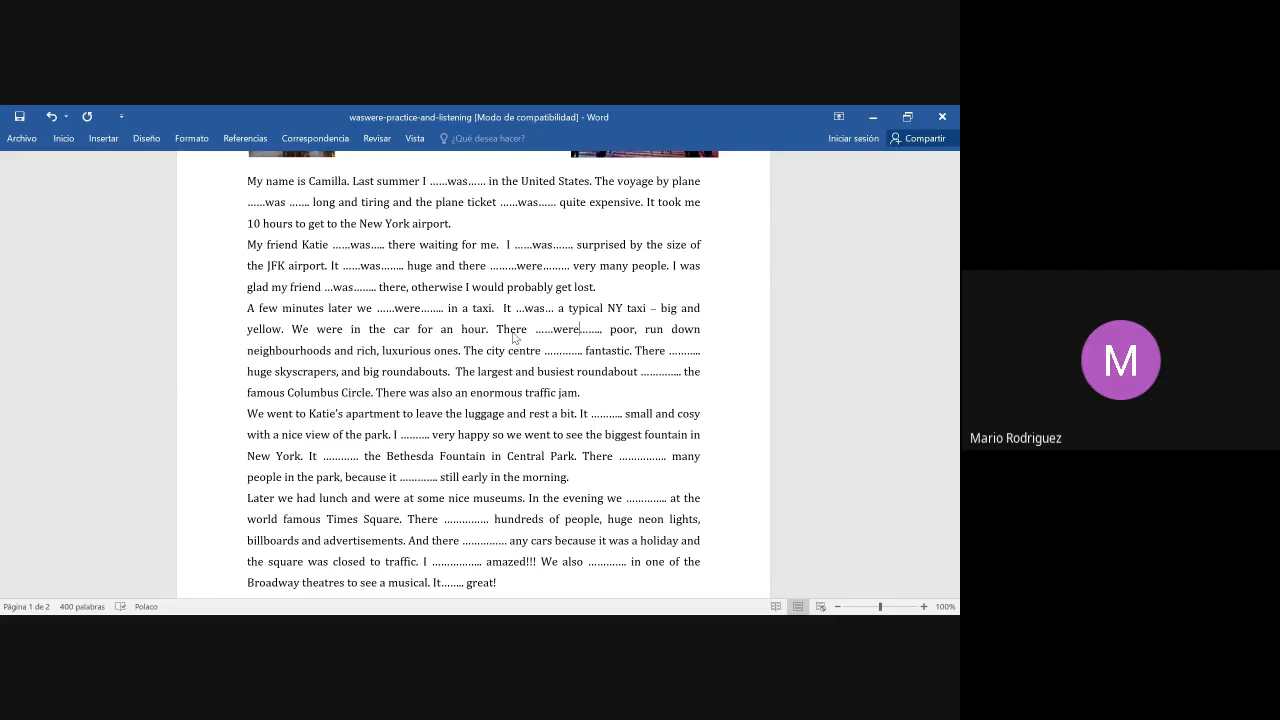 waswere-practice-and-listening [Modo de compatibilidad] - Word
Archivo Inicio Insertar Diseño Formato Referencias Correspondencia Revisar Vista ¿Qué desea hacer? Iniciar sesión Compartir
My name is Camilla. Last summer I ……was…… in the United States. The voyage by plane
……was ……. long and tiring and the plane ticket ……was…… quite expensive. It took me
10 hours to get to the New York airport.
My friend Katie ……was….. there waiting for me. I ……was……, surprised by the size of
the JFK airport. It ……was…….. huge and there ………were……… very many people. I was
glad my friend …was…….. there, otherwise I would probably get lost.
A few minutes later we ……were…….. in a taxi. It …was… a typical NY taxi – big and
yellow. We were in the car for an hour. There ……were…….. poor, run down
neighbourhoods and rich, luxurious ones. The city centre …………. fantastic. There ………..
huge skyscrapers, and big roundabouts. The largest and busiest roundabout ………….. the
famous Columbus Circle. There was also an enormous traffic jam.
We went to Katie’s apartment to leave the luggage and rest a bit. It ……….. small and cosy
with a nice view of the park. I ………. very happy so we went to see the biggest fountain in
New York. It ………… the Bethesda Fountain in Central Park. There ……………. many
people in the park, because it …………. still early in the morning.
Later we had lunch and were at some nice museums. In the evening we ………….. at the
world famous Times Square. There …………… hundreds of people, huge neon lights,
billboards and advertisements. And there …………… any cars because it was a holiday and
the square was closed to traffic. I …………….. amazed!!! We also …………. in one of the
Broadway theatres to see a musical. It…….. great!
Página 1 de 2 400 palabras Polaco 100%
M
Mario Rodriguez